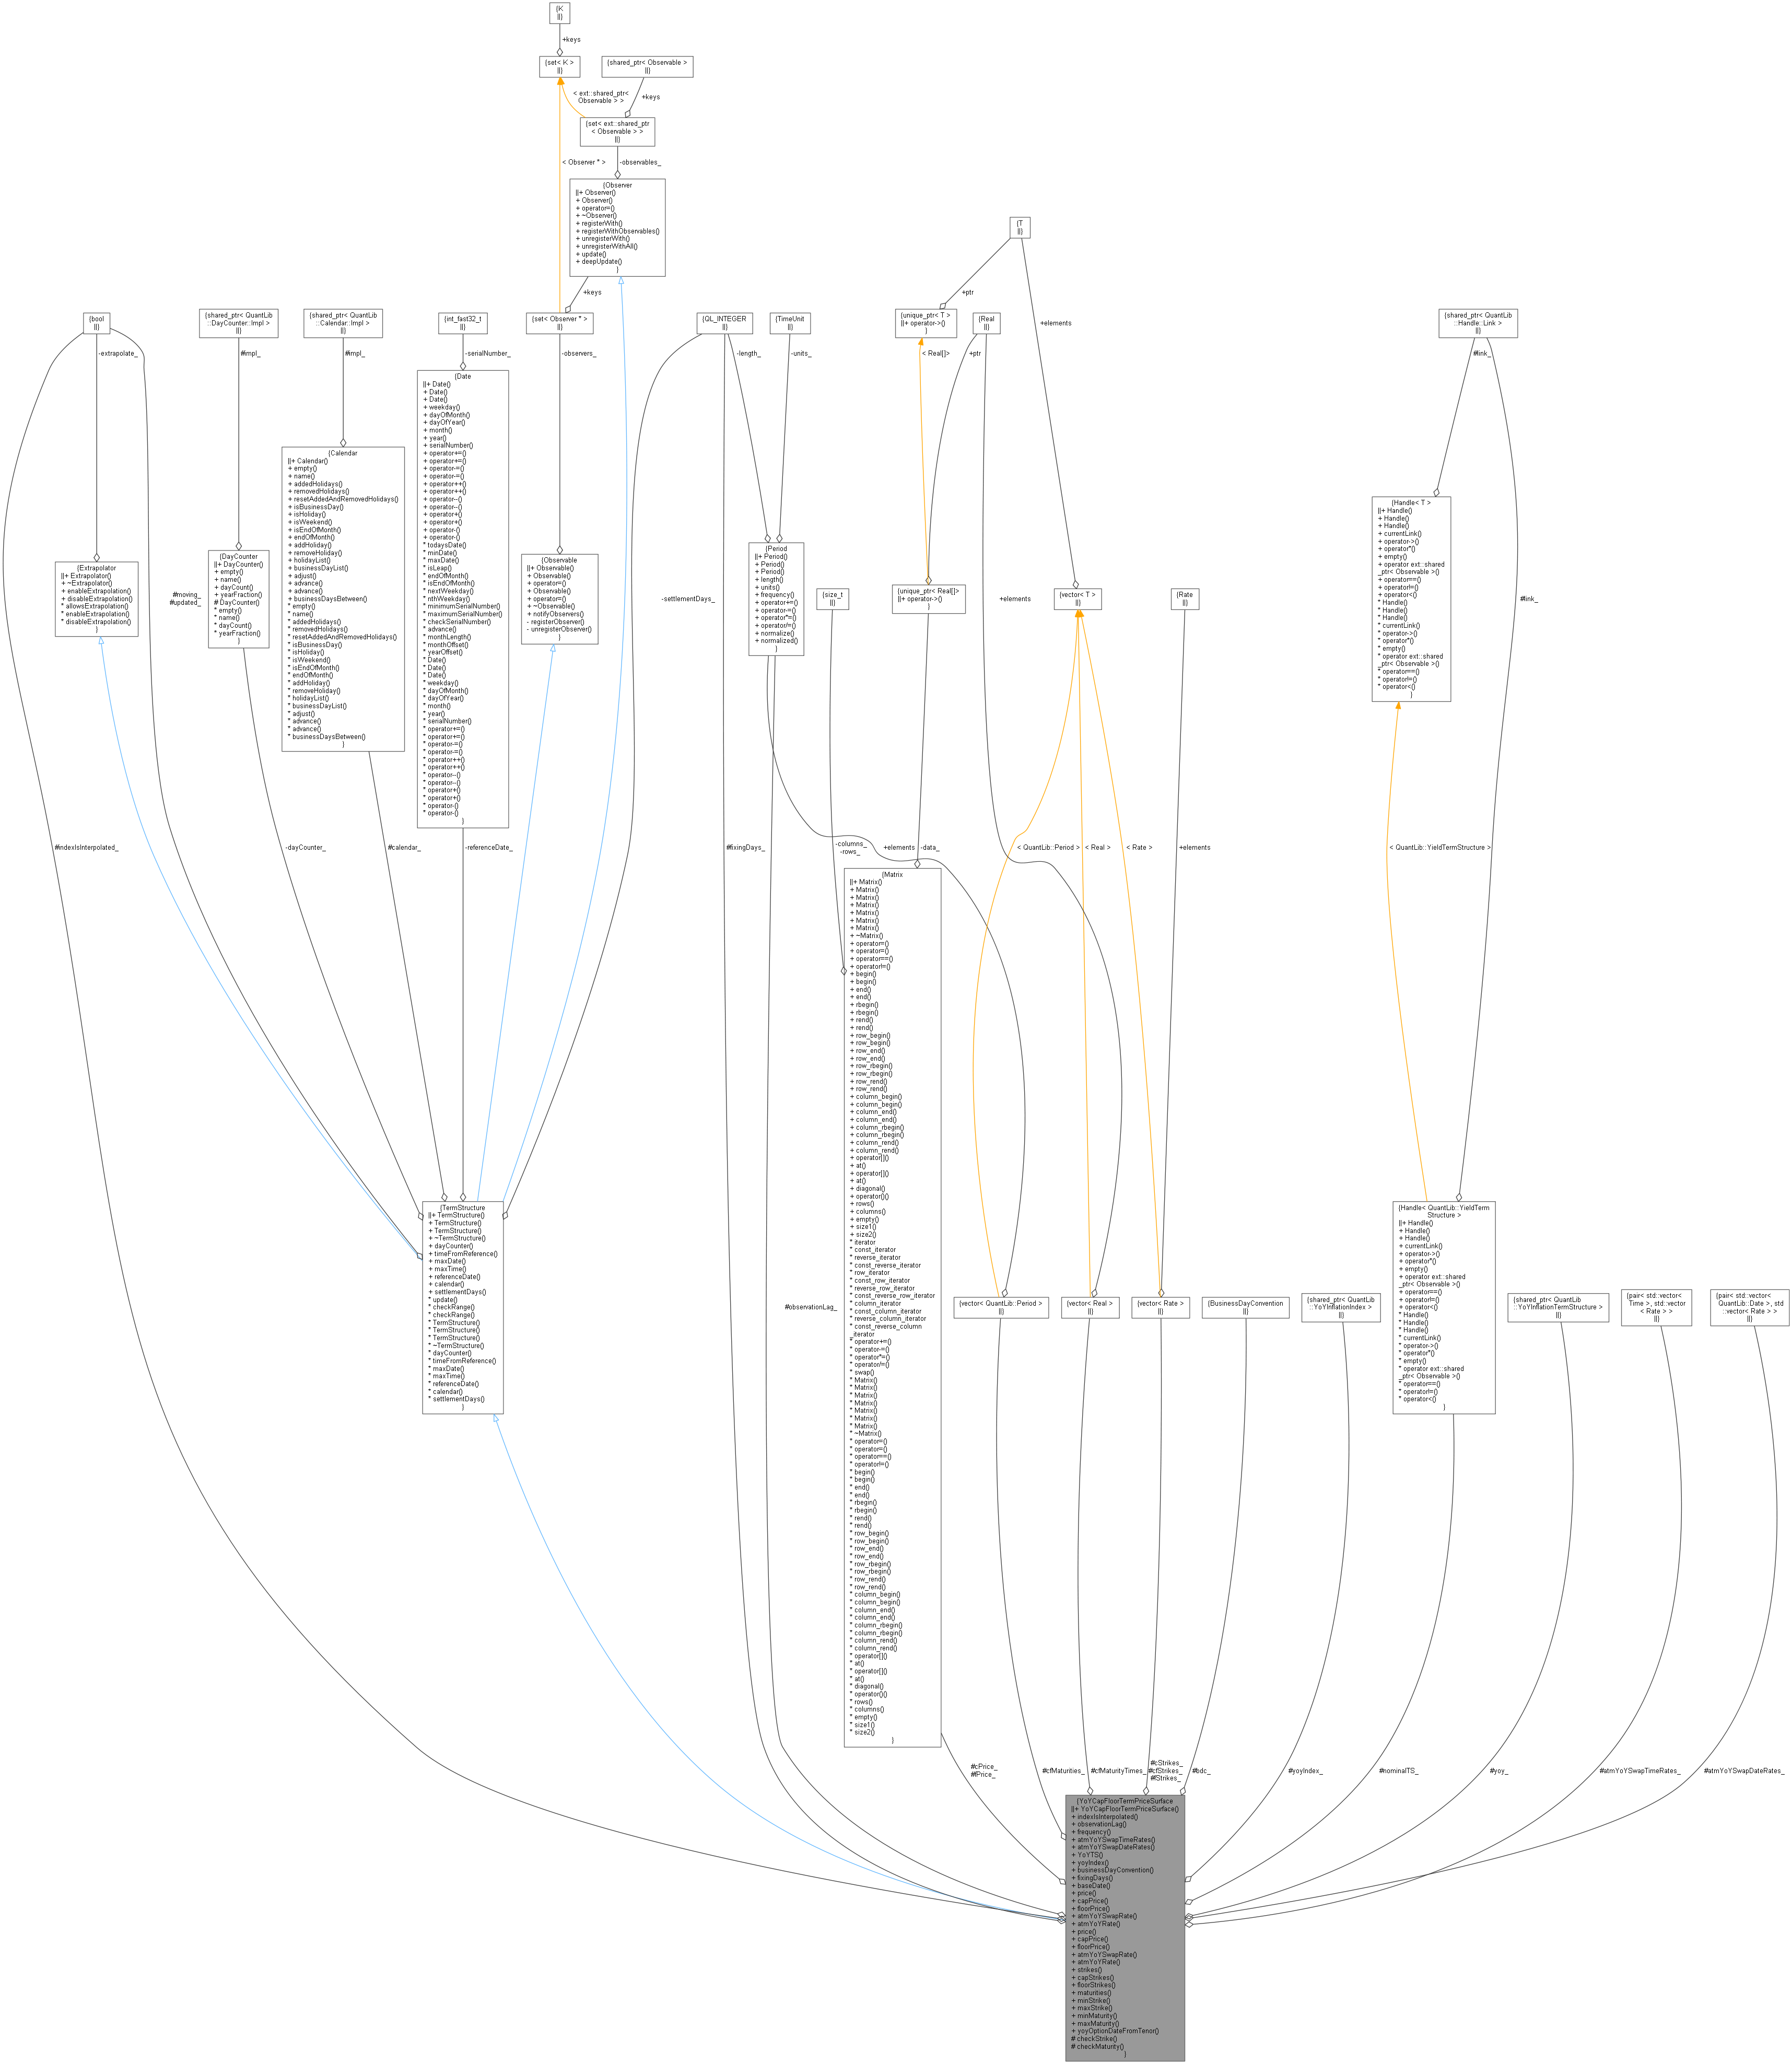 {K
||}
+keys
{set< K >
||}
{shared_ptr< Observable >
||}
< ext::shared_ptr<
Observable > >
+keys
{set< ext::shared_ptr
< Observable > >
||}
< Observer * >
-observables_
{Observer
||+ Observer()
+ Observer()
+ operator=()
+ ~Observer()
+ registerWith()
+ registerWithObservables()
+ unregisterWith()
+ unregisterWithAll()
+ update()
+ deepUpdate()
}
+keys
{T
||}
+ptr
+elements
{bool
||}
{shared_ptr< QuantLib
::DayCounter::Impl >
||}
{shared_ptr< QuantLib
::Calendar::Impl >
||}
{int_fast32_t
||}
{set< Observer * >
||}
{QL_INTEGER
||}
{TimeUnit
||}
{unique_ptr< T >
||+ operator->()
}
{Real
||}
{shared_ptr< QuantLib
::Handle::Link >
||}
-extrapolate_
#impl_
#impl_
-serialNumber_
-observers_
-length_
-units_
< Real[]>
+ptr
#link_
{Extrapolator
||+ Extrapolator()
+ ~Extrapolator()
+ enableExtrapolation()
+ disableExtrapolation()
* allowsExtrapolation()
* enableExtrapolation()
* disableExtrapolation()
}
{DayCounter
||+ DayCounter()
+ empty()
+ name()
+ dayCount()
+ yearFraction()
# DayCounter()
* empty()
* name()
* dayCount()
* yearFraction()
}
{Calendar
||+ Calendar()
+ empty()
+ name()
+ addedHolidays()
+ removedHolidays()
+ resetAddedAndRemovedHolidays()
+ isBusinessDay()
+ isHoliday()
+ isWeekend()
+ isEndOfMonth()
+ endOfMonth()
+ addHoliday()
+ removeHoliday()
+ holidayList()
+ businessDayList()
+ adjust()
+ advance()
+ advance()
+ businessDaysBetween()
* empty()
* name()
* addedHolidays()
* removedHolidays()
* resetAddedAndRemovedHolidays()
* isBusinessDay()
* isHoliday()
* isWeekend()
* isEndOfMonth()
* endOfMonth()
* addHoliday()
* removeHoliday()
* holidayList()
* businessDayList()
* adjust()
* advance()
* advance()
* businessDaysBetween()
}
{Date
||+ Date()
+ Date()
+ Date()
+ weekday()
+ dayOfMonth()
+ dayOfYear()
+ month()
+ year()
+ serialNumber()
+ operator+=()
+ operator+=()
+ operator-=()
+ operator-=()
+ operator++()
+ operator++()
+ operator--()
+ operator--()
+ operator+()
+ operator+()
+ operator-()
+ operator-()
* todaysDate()
* minDate()
* maxDate()
* isLeap()
* endOfMonth()
* isEndOfMonth()
* nextWeekday()
* nthWeekday()
* minimumSerialNumber()
* maximumSerialNumber()
* checkSerialNumber()
* advance()
* monthLength()
* monthOffset()
* yearOffset()
* Date()
* Date()
* Date()
* weekday()
* dayOfMonth()
* dayOfYear()
* month()
* year()
* serialNumber()
* operator+=()
* operator+=()
* operator-=()
* operator-=()
* operator++()
* operator++()
* operator--()
* operator--()
* operator+()
* operator+()
* operator-()
* operator-()
}
{Observable
||+ Observable()
+ Observable()
+ operator=()
+ Observable()
+ ~Observable()
+ notifyObservers()
- registerObserver()
- unregisterObserver()
}
{Period
||+ Period()
+ Period()
+ Period()
+ length()
+ units()
+ frequency()
+ operator+=()
+ operator-=()
+ operator*=()
+ operator/=()
+ normalize()
+ normalized()
}
{unique_ptr< Real[]>
||+ operator->()
}
{vector< T >
||}
{size_t
||}
{Rate
||}
{Handle< T >
||+ Handle()
+ Handle()
+ Handle()
+ currentLink()
+ operator->()
+ operator*()
+ empty()
+ operator ext::shared
_ptr< Observable >()
+ operator==()
+ operator!=()
+ operator<()
* Handle()
* Handle()
* Handle()
* currentLink()
* operator->()
* operator*()
* empty()
* operator ext::shared
_ptr< Observable >()
* operator==()
* operator!=()
* operator<()
}
#moving_
#updated_
-settlementDays_
+elements
#link_
#indexIsInterpolated_
-dayCounter_
#calendar_
-referenceDate_
#fixingDays_
-columns_
-rows_
+elements
-data_
< QuantLib::Period >
< Real >
< Rate >
+elements
< QuantLib::YieldTermStructure >
{Matrix
||+ Matrix()
+ Matrix()
+ Matrix()
+ Matrix()
+ Matrix()
+ Matrix()
+ Matrix()
+ ~Matrix()
+ operator=()
+ operator=()
+ operator==()
+ operator!=()
+ begin()
+ begin()
+ end()
+ end()
+ rbegin()
+ rbegin()
+ rend()
+ rend()
+ row_begin()
+ row_begin()
+ row_end()
+ row_end()
+ row_rbegin()
+ row_rbegin()
+ row_rend()
+ row_rend()
+ column_begin()
+ column_begin()
+ column_end()
+ column_end()
+ column_rbegin()
+ column_rbegin()
+ column_rend()
+ column_rend()
+ operator[]()
+ at()
+ operator[]()
+ at()
+ diagonal()
+ operator()()
+ rows()
+ columns()
+ empty()
+ size1()
+ size2()
* iterator
* const_iterator
* reverse_iterator
* const_reverse_iterator
* row_iterator
* const_row_iterator
* reverse_row_iterator
* const_reverse_row_iterator
* column_iterator
* const_column_iterator
* reverse_column_iterator
* const_reverse_column
_iterator
* operator+=()
* operator-=()
* operator*=()
* operator/=()
* swap()
* Matrix()
* Matrix()
* Matrix()
* Matrix()
* Matrix()
* Matrix()
* Matrix()
* ~Matrix()
* operator=()
* operator=()
* operator==()
* operator!=()
* begin()
* begin()
* end()
* end()
* rbegin()
* rbegin()
* rend()
* rend()
* row_begin()
* row_begin()
* row_end()
* row_end()
* row_rbegin()
* row_rbegin()
* row_rend()
* row_rend()
* column_begin()
* column_begin()
* column_end()
* column_end()
* column_rbegin()
* column_rbegin()
* column_rend()
* column_rend()
* operator[]()
* at()
* operator[]()
* at()
* diagonal()
* operator()()
* rows()
* columns()
* empty()
* size1()
* size2()
}
{TermStructure
||+ TermStructure()
+ TermStructure()
+ TermStructure()
+ ~TermStructure()
+ dayCounter()
+ timeFromReference()
+ maxDate()
+ maxTime()
+ referenceDate()
+ calendar()
+ settlementDays()
* update()
* checkRange()
* checkRange()
* TermStructure()
* TermStructure()
* TermStructure()
* ~TermStructure()
* dayCounter()
* timeFromReference()
* maxDate()
* maxTime()
* referenceDate()
* calendar()
* settlementDays()
}
#observationLag_
{vector< QuantLib::Period >
||}
{vector< Real >
||}
{vector< Rate >
||}
{BusinessDayConvention
||}
{shared_ptr< QuantLib
::YoYInflationIndex >
||}
{Handle< QuantLib::YieldTerm
Structure >
||+ Handle()
+ Handle()
+ Handle()
+ currentLink()
+ operator->()
+ operator*()
+ empty()
+ operator ext::shared
_ptr< Observable >()
+ operator==()
+ operator!=()
+ operator<()
* Handle()
* Handle()
* Handle()
* currentLink()
* operator->()
* operator*()
* empty()
* operator ext::shared
_ptr< Observable >()
* operator==()
* operator!=()
* operator<()
}
{shared_ptr< QuantLib
::YoYInflationTermStructure >
||}
{pair< std::vector<
Time >, std::vector
< Rate > >
||}
{pair< std::vector<
QuantLib::Date >, std
::vector< Rate > >
||}
#cPrice_
#fPrice_
#cfMaturities_
#cfMaturityTimes_
#cStrikes_
#cfStrikes_
#fStrikes_
#bdc_
#yoyIndex_
#nominalTS_
#yoy_
#atmYoYSwapTimeRates_
#atmYoYSwapDateRates_
{YoYCapFloorTermPriceSurface
||+ YoYCapFloorTermPriceSurface()
+ indexIsInterpolated()
+ observationLag()
+ frequency()
+ atmYoYSwapTimeRates()
+ atmYoYSwapDateRates()
+ YoYTS()
+ yoyIndex()
+ businessDayConvention()
+ fixingDays()
+ baseDate()
+ price()
+ capPrice()
+ floorPrice()
+ atmYoYSwapRate()
+ atmYoYRate()
+ price()
+ capPrice()
+ floorPrice()
+ atmYoYSwapRate()
+ atmYoYRate()
+ strikes()
+ capStrikes()
+ floorStrikes()
+ maturities()
+ minStrike()
+ maxStrike()
+ minMaturity()
+ maxMaturity()
+ yoyOptionDateFromTenor()
# checkStrike()
# checkMaturity()
}